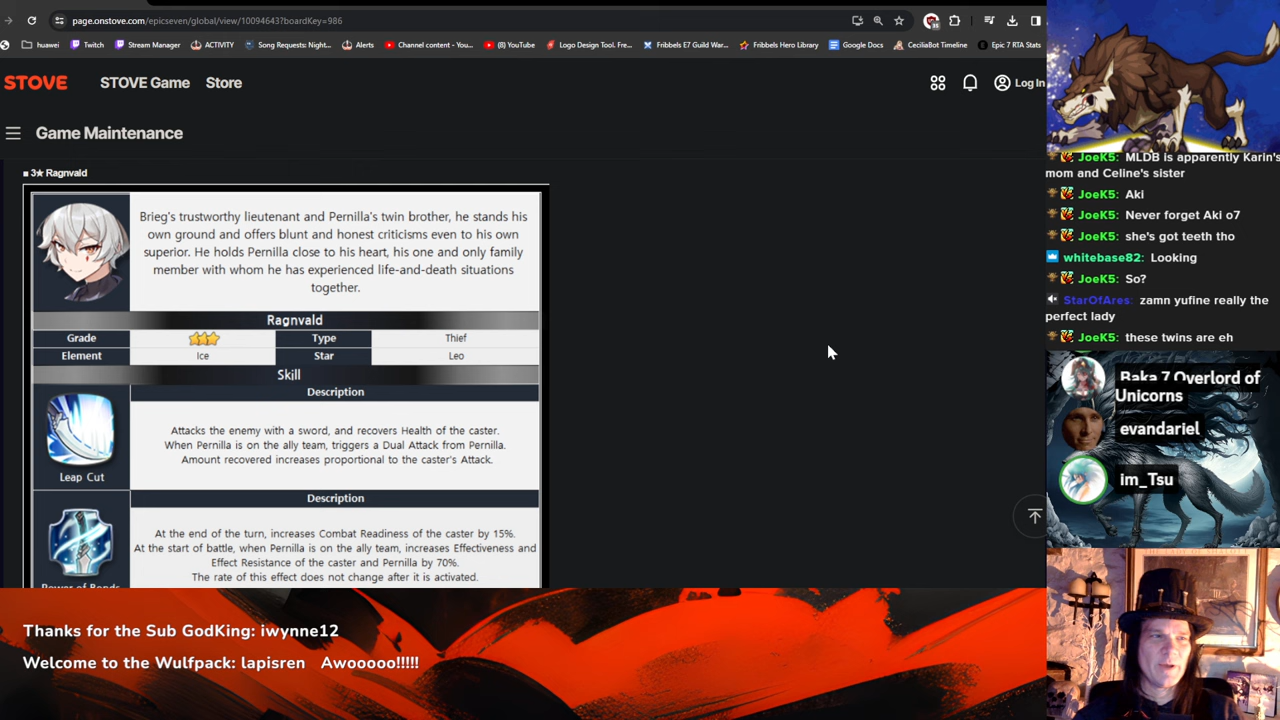 page.onstove.com/epicseven/global/view/10094643?boardKey=986
huawei Twitch Stream Manager ACTIVITY Song Requests: Night... Alerts Channel content - You... (8) YouTube Logo Design Tool. Fre... Fribbels E7 Guild War... Fribbels Hero Library Google Docs CeciliaBot Timeline Epic 7 RTA Stats
STOVE STOVE Game Store Log In
Game Maintenance
■ 3★ Ragnvald
Brieg's trustworthy lieutenant and Pernilla's twin brother, he stands his
own ground and offers blunt and honest criticisms even to his own
superior. He holds Pernilla close to his heart, his one and only family
member with whom he has experienced life-and-death situations
together.
Ragnvald
Grade Type Thief
Element Ice Star Leo
Skill
Description
Attacks the enemy with a sword, and recovers Health of the caster.
When Pernilla is on the ally team, triggers a Dual Attack from Pernilla.
Amount recovered increases proportional to the caster's Attack.
Leap Cut
Description
At the end of the turn, increases Combat Readiness of the caster by 15%.
At the start of battle, when Pernilla is on the ally team, increases Effectiveness and
Effect Resistance of the caster and Pernilla by 70%.
The rate of this effect does not change after it is activated.
Power of Bonds
JoeK5: MLDB is apparently Karin's
mom and Celine's sister
JoeK5: Aki
JoeK5: Never forget Aki o7
JoeK5: she's got teeth tho
whitebase82: Looking
JoeK5: So?
StarOfAres: zamn yufine really the
perfect lady
JoeK5: these twins are eh
Baka 7 Overlord of
Unicorns
evandariel
im_Tsu
Thanks for the Sub GodKing: iwynne12
Welcome to the Wulfpack: lapisren Awooooo!!!!!